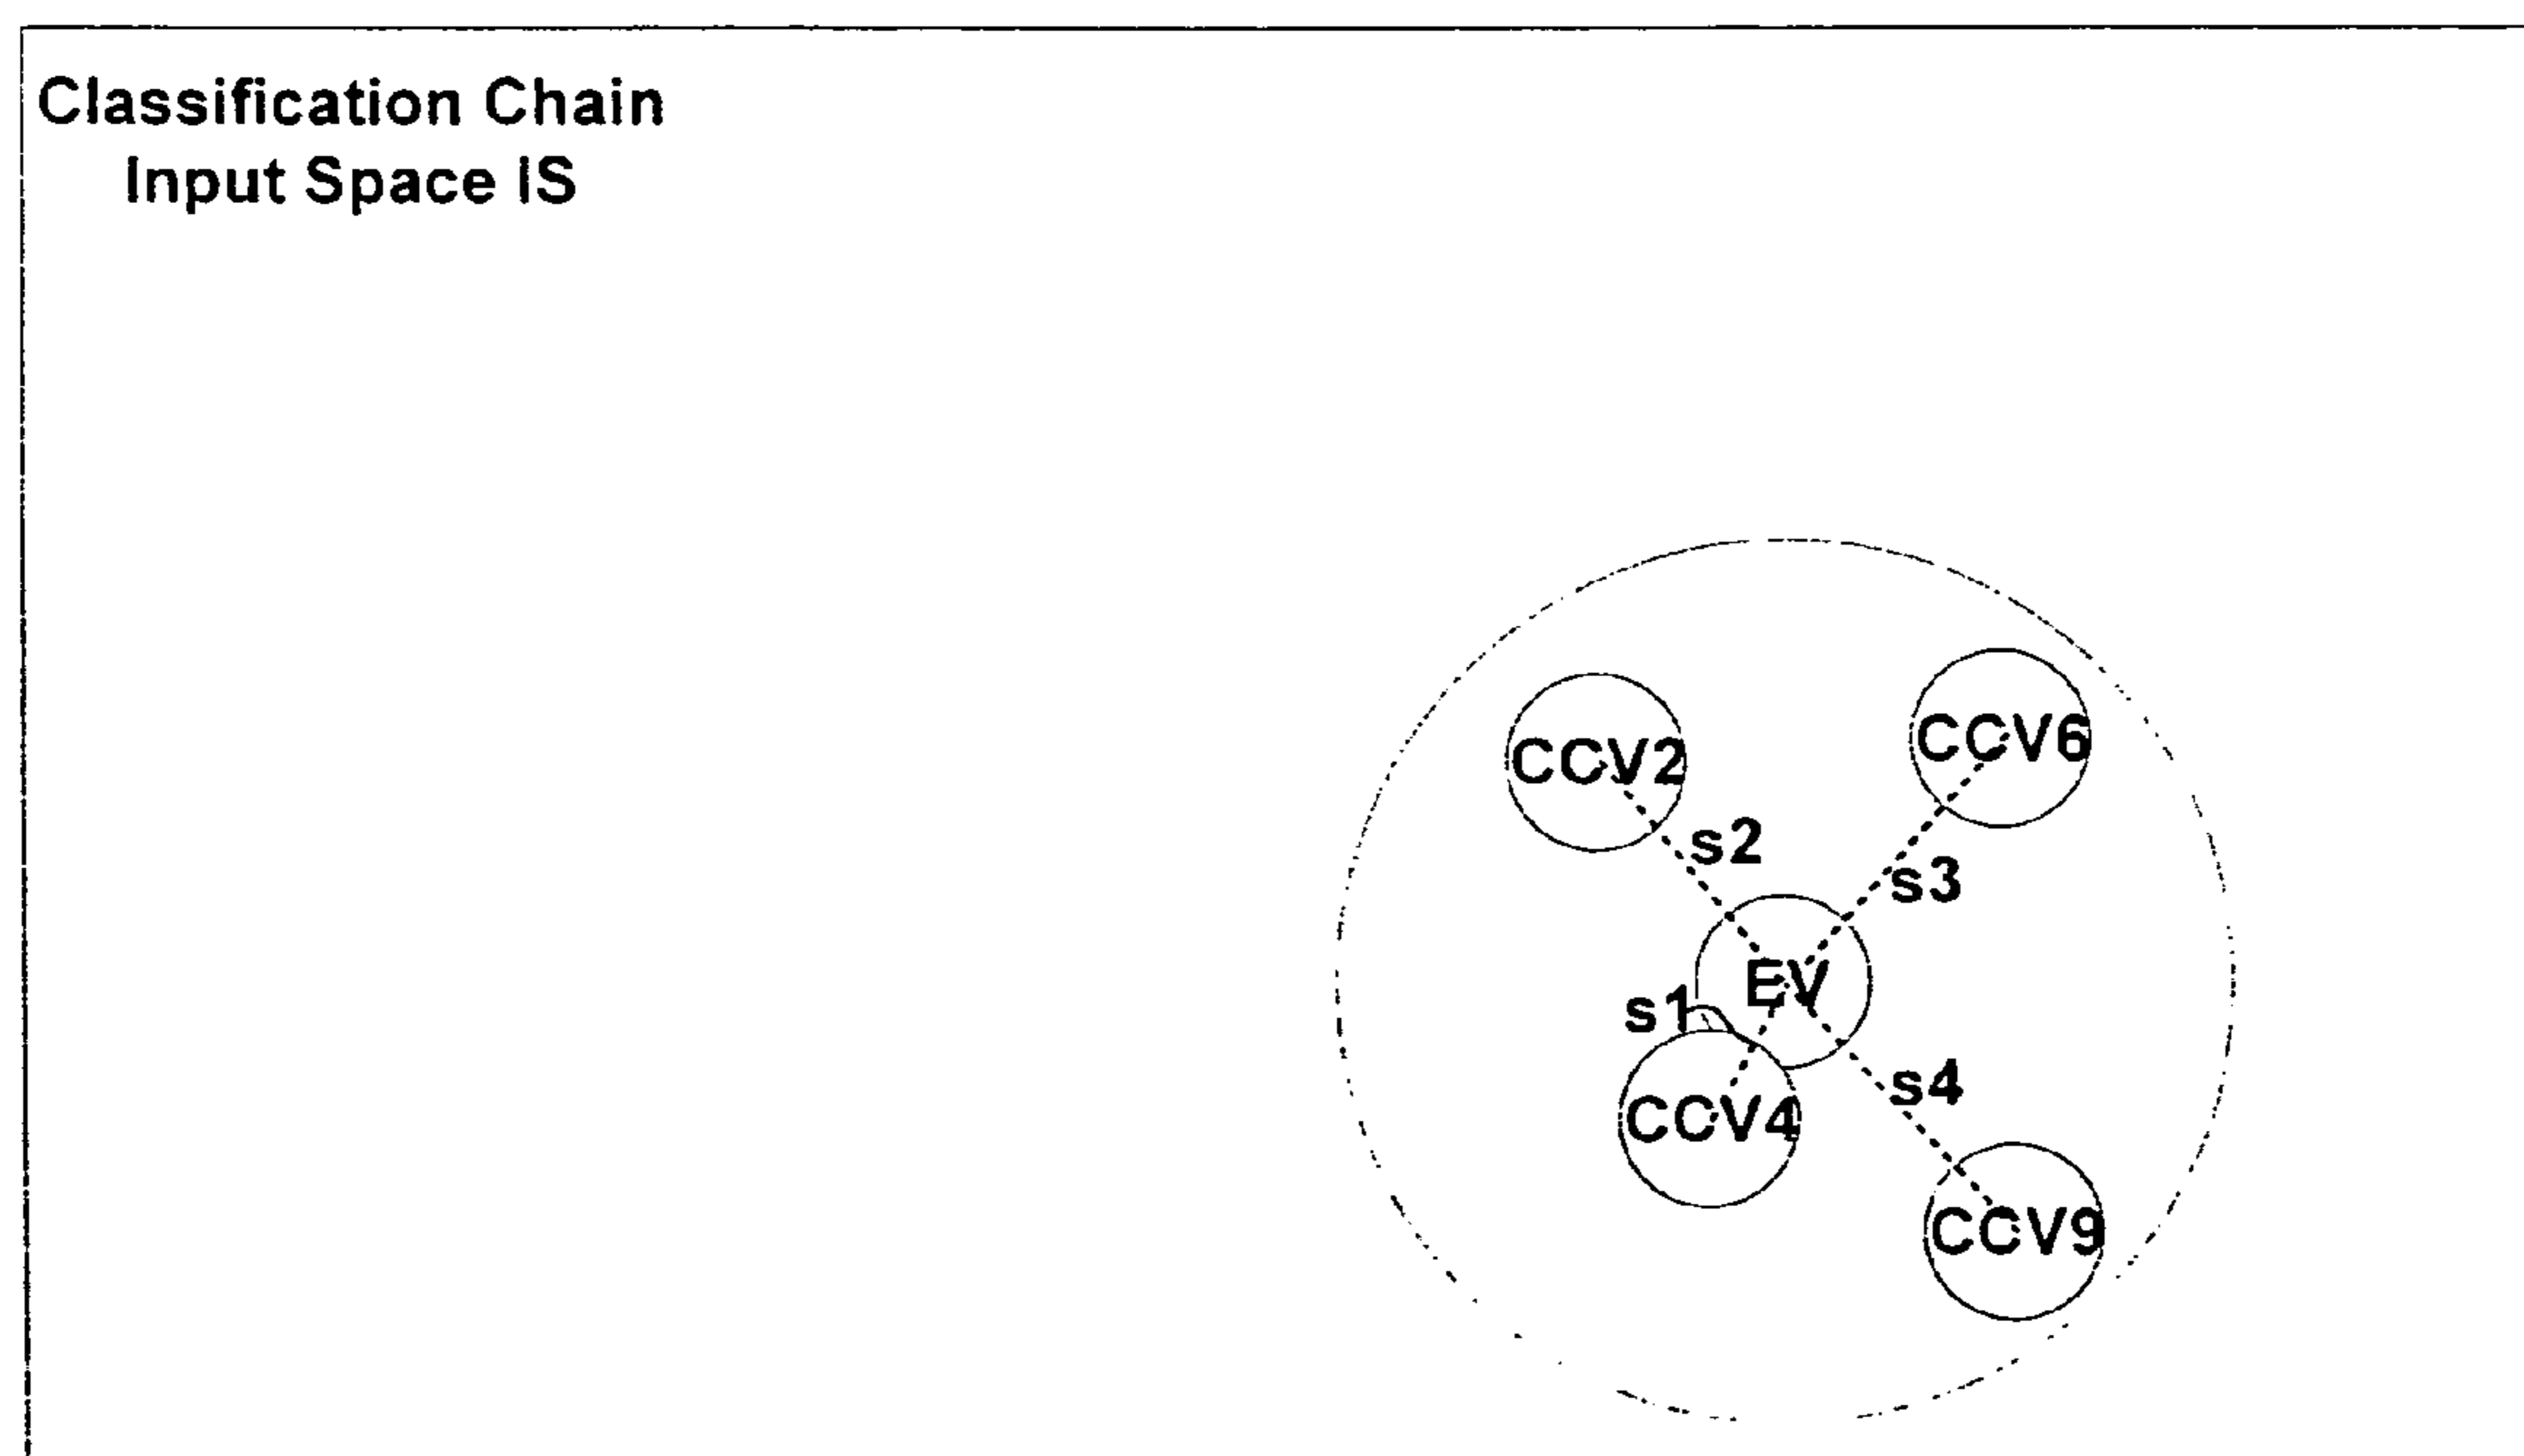 Classification Chain
Input Space IS
CCV6
CCV2
s2
s3
EV
s1
s4
CCV4
CCV9